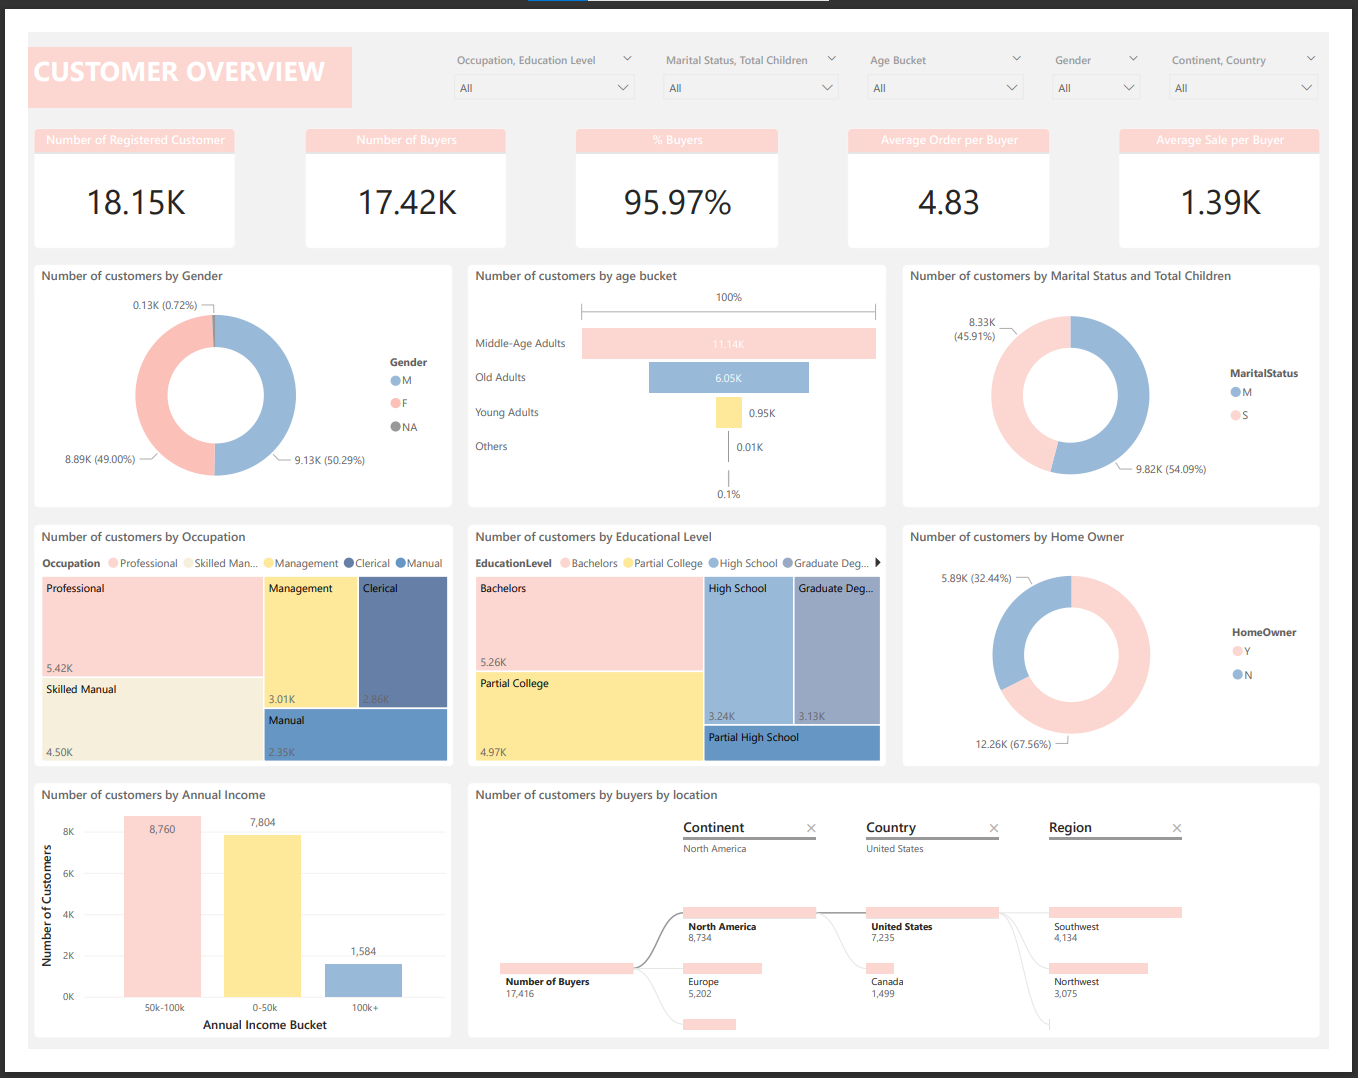 CUSTOMER OVERVIEW
Occupation, Education Level
All
Marital Status, Total Children
All
Age Bucket
All
Gender
All
Continent, Country
All
Number of Registered Customer
18.15K
Number of Buyers
17.42K
% Buyers
95.97%
Average Order per Buyer
4.83
Average Sale per Buyer
1.39K
Number of customers by Gender
0.13K (0.72%)
8.89K (49.00%)
9.13K (50.29%)
Gender
M
F
NA
Number of customers by age bucket
100%
Middle-Age Adults
11.14K
Old Adults
6.05K
Young Adults
0.95K
Others
0.01K
0.1%
Number of customers by Marital Status and Total Children
8.33K
(45.91%)
9.82K (54.09%)
MaritalStatus
M
S
Number of customers by Occupation
Occupation Professional Skilled Man... Management Clerical Manual
Professional
5.42K
Skilled Manual
4.50K
Management
3.01K
Clerical
2.86K
Manual
2.35K
Number of customers by Educational Level
EducationLevel Bachelors Partial College High School Graduate Deg...
Bachelors
5.26K
Partial College
4.97K
High School
3.24K
Graduate Deg...
3.13K
Partial High School
Number of customers by Home Owner
5.89K (32.44%)
12.26K (67.56%)
HomeOwner
Y
N
Number of customers by Annual Income
Number of Customers
8K
6K
4K
2K
0K
8,760
7,804
1,584
50k-100k
0-50k
100k+
Annual Income Bucket
Number of customers by buyers by location
Continent
North America
Country
United States
Region
Number of Buyers
17,416
North America
8,734
Europe
5,202
United States
7,235
Canada
1,499
Southwest
4,134
Northwest
3,075